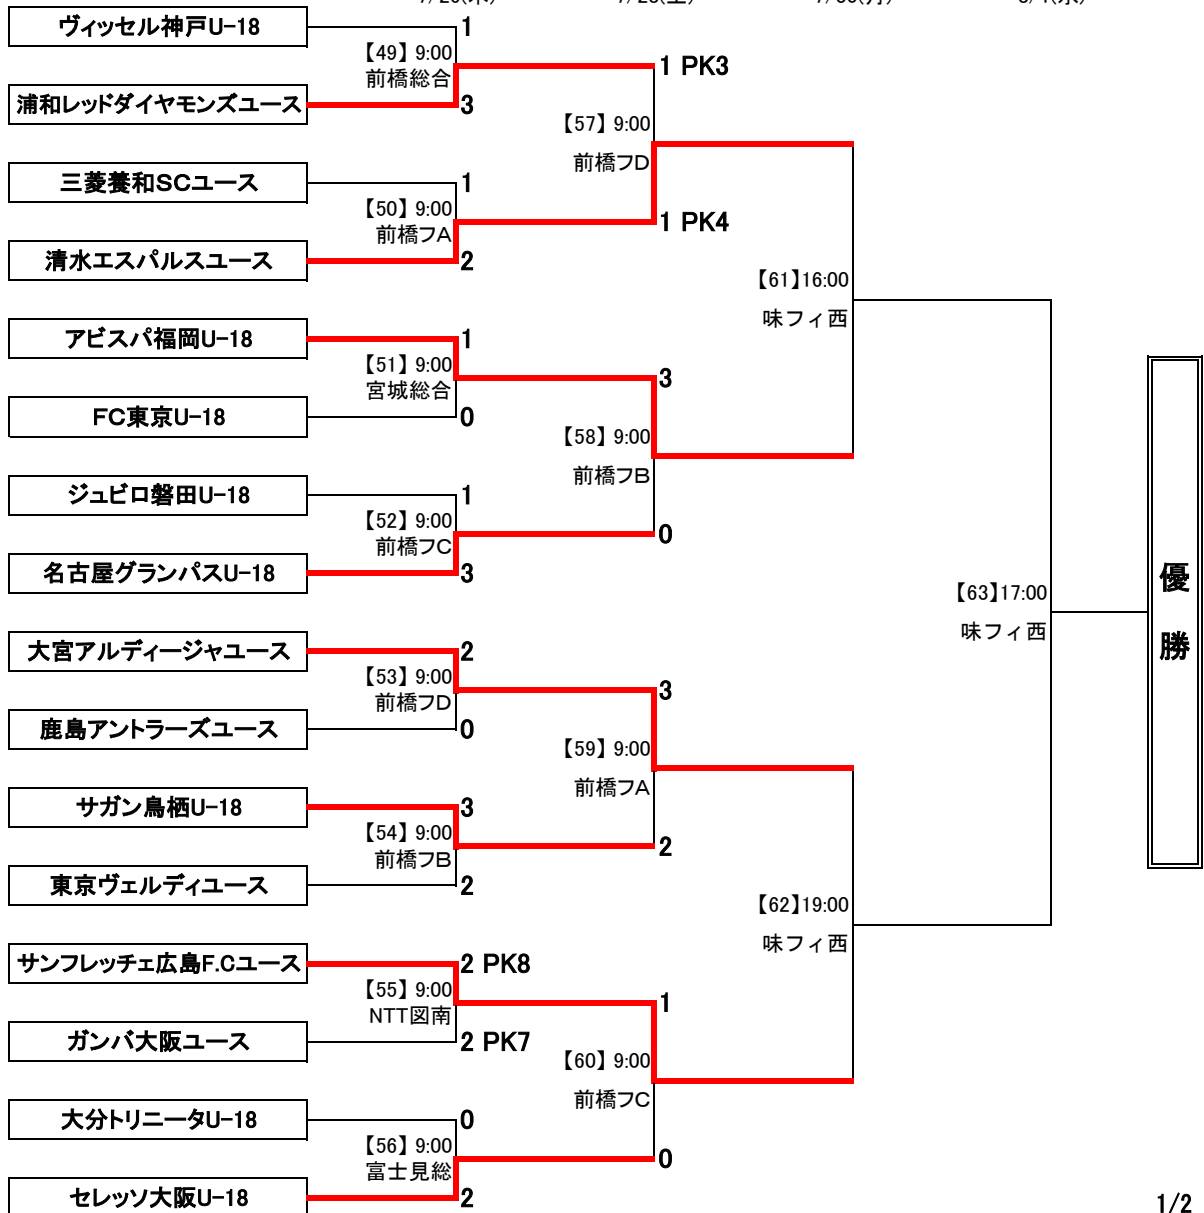 ヴィッセル神戸U-18
1
【49】 9:00
前橋総合
1 PK3
浦和レッドダイヤモンズユース
3
【57】 9:00
前橋フD
三菱養和SCユース
1
【50】 9:00
前橋フA
1 PK4
清水エスパルスユース
2
【61】16:00
味フィ西
アビスパ福岡U-18
1
【51】 9:00
宮城総合
3
FC東京U-18
0
【58】 9:00
前橋フB
ジュビロ磐田U-18
1
【52】 9:00
前橋フC
0
名古屋グランパスU-18
3
【63】17:00
味フィ西
優
勝
大宮アルディージャユース
2
【53】 9:00
前橋フD
3
鹿島アントラーズユース
0
【59】 9:00
前橋フA
サガン鳥栖U-18
3
【54】 9:00
前橋フB
2
東京ヴェルディユース
2
【62】19:00
味フィ西
サンフレッチェ広島F.Cユース
2 PK8
【55】 9:00
NTT図南
1
ガンバ大阪ユース
2 PK7
【60】 9:00
前橋フC
大分トリニータU-18
0
【56】 9:00
富士見総
0
セレッソ大阪U-18
2
1/2